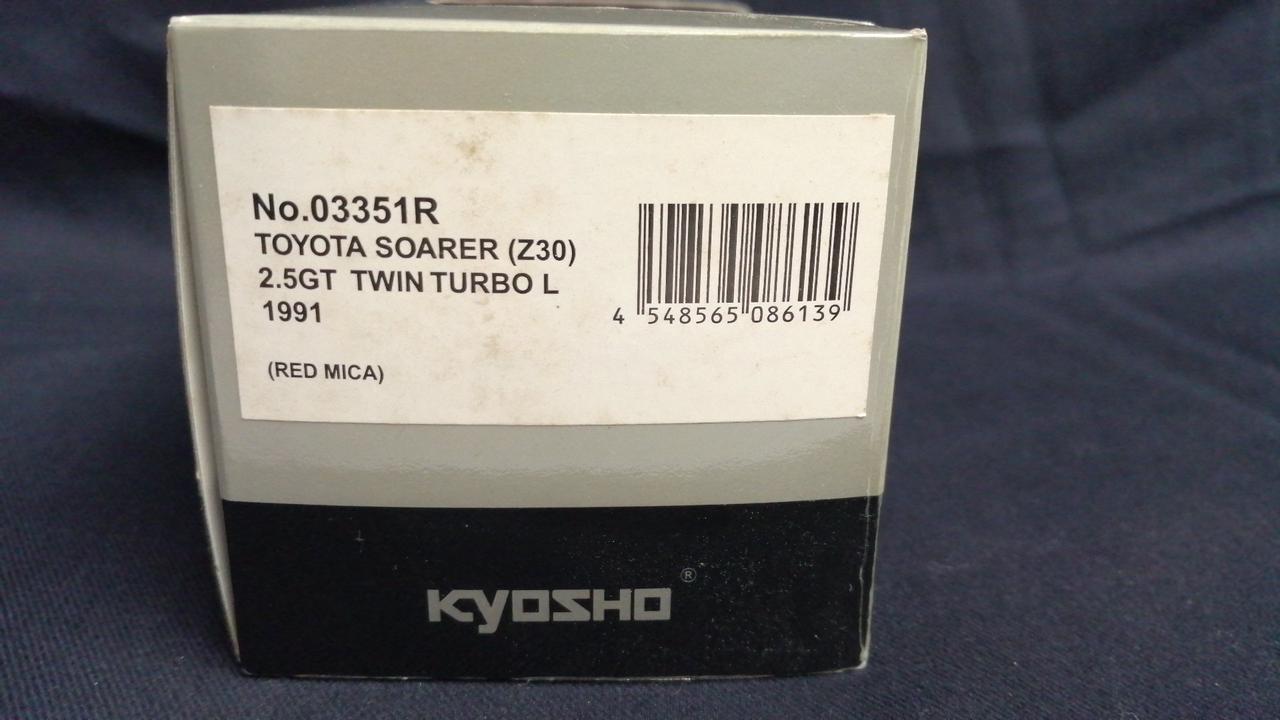 No.03351R
TOYOTA SOARER (Z30)
2.5GT TWIN TURBO L
1991
(RED MICA)
4 548565 086139
KYOSHO ®